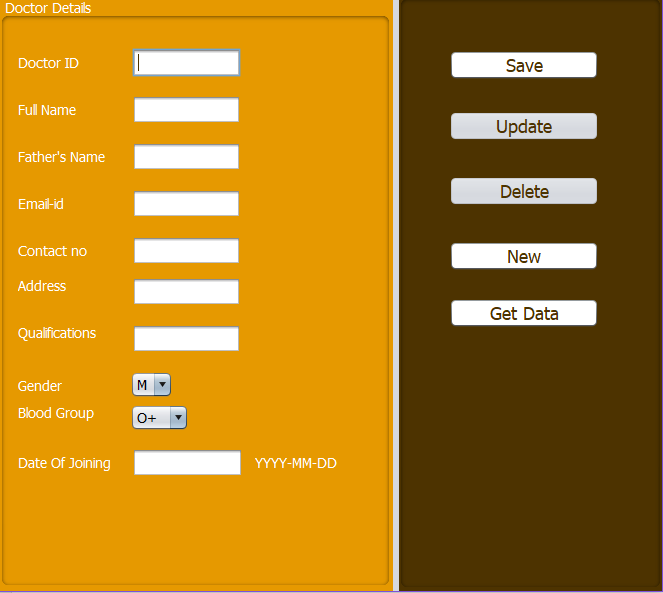 Doctor Details
Doctor ID
Full Name
Father's Name
Email-id
Contact no
Address
Qualifications
Gender M
Blood Group O+
Date Of Joining YYYY-MM-DD
Save
Update
Delete
New
Get Data